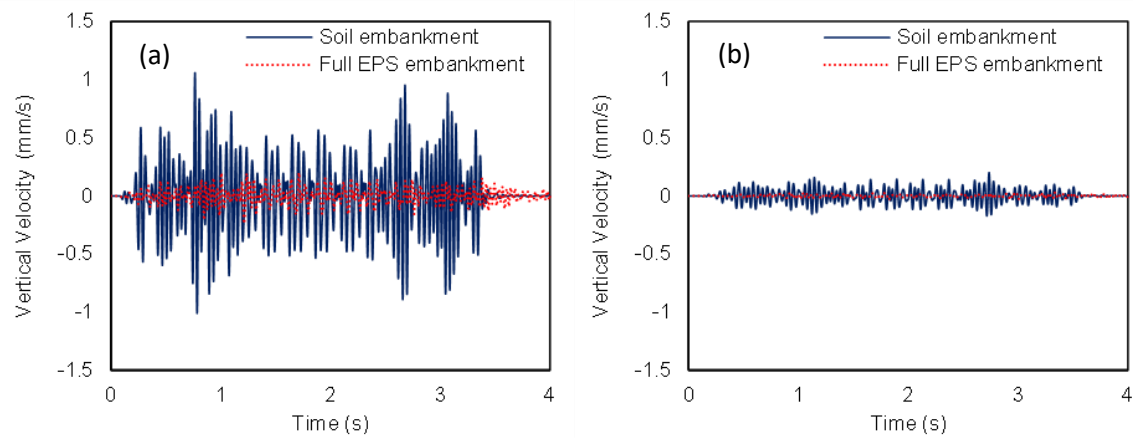 (a)
Soil embankment
Full EPS embankment
1.5
1
0.5
0
-0.5
-1
-1.5
Vertical Velocity (mm/s)
0 1 2 3 4
Time (s)
(b)
Soil embankment
Full EPS embankment
1.5
1
0.5
0
-0.5
-1
-1.5
Vertical Velocity (mm/s)
0 1 2 3 4
Time (s)